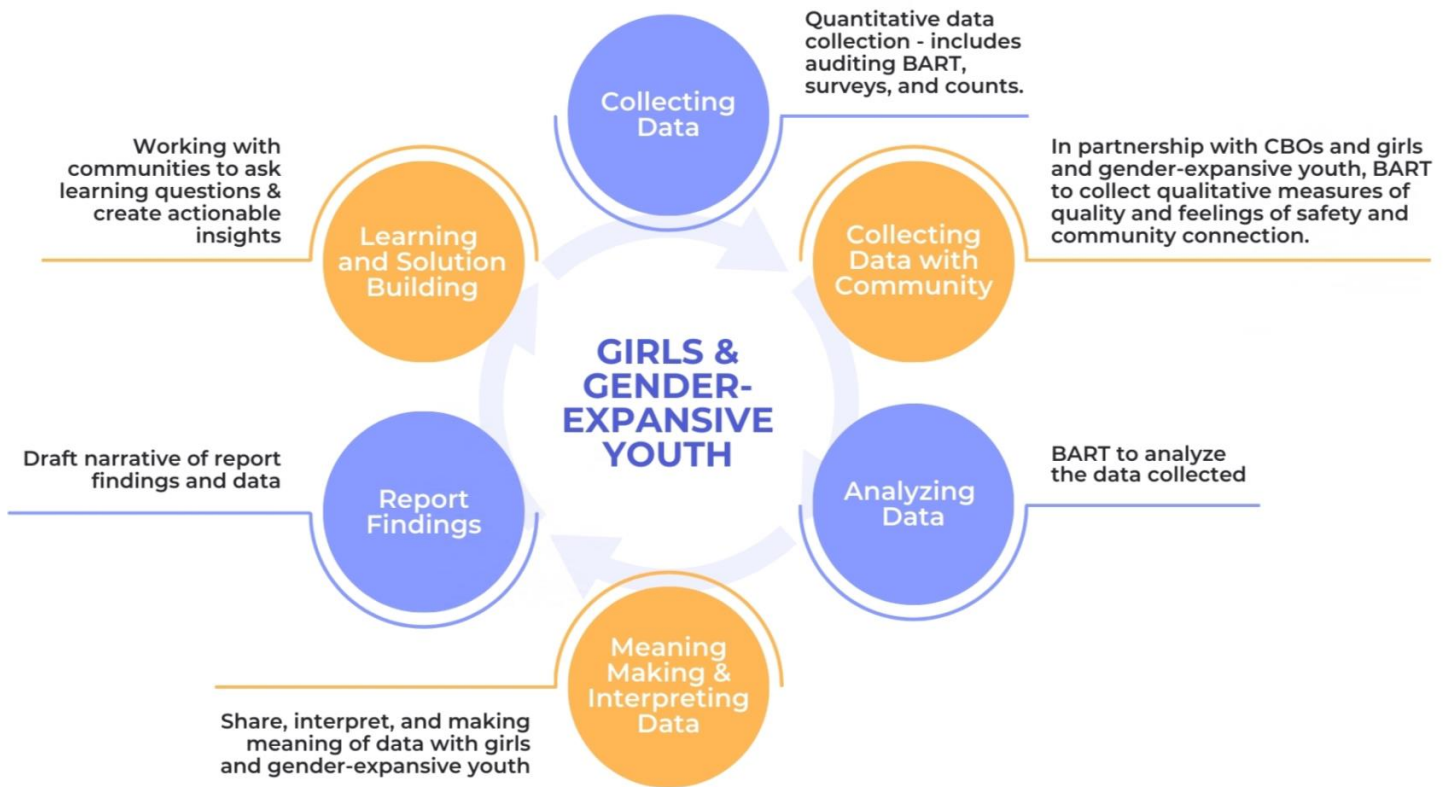 Collecting
Data
Quantitative data
collection - includes
auditing BART,
surveys, and counts.
Collecting
Data with
Community
In partnership with CBOs and girls
and gender-expansive youth, BART
to collect qualitative measures of
quality and feelings of safety and
community connection.
Analyzing
Data
BART to analyze
the data collected
Meaning
Making &
Interpreting
Data
Share, interpret, and making
meaning of data with girls
and gender-expansive youth
Report
Findings
Draft narrative of report
findings and data
Learning
and Solution
Building
Working with
communities to ask
learning questions &
create actionable
insights
GIRLS &
GENDER-
EXPANSIVE
YOUTH